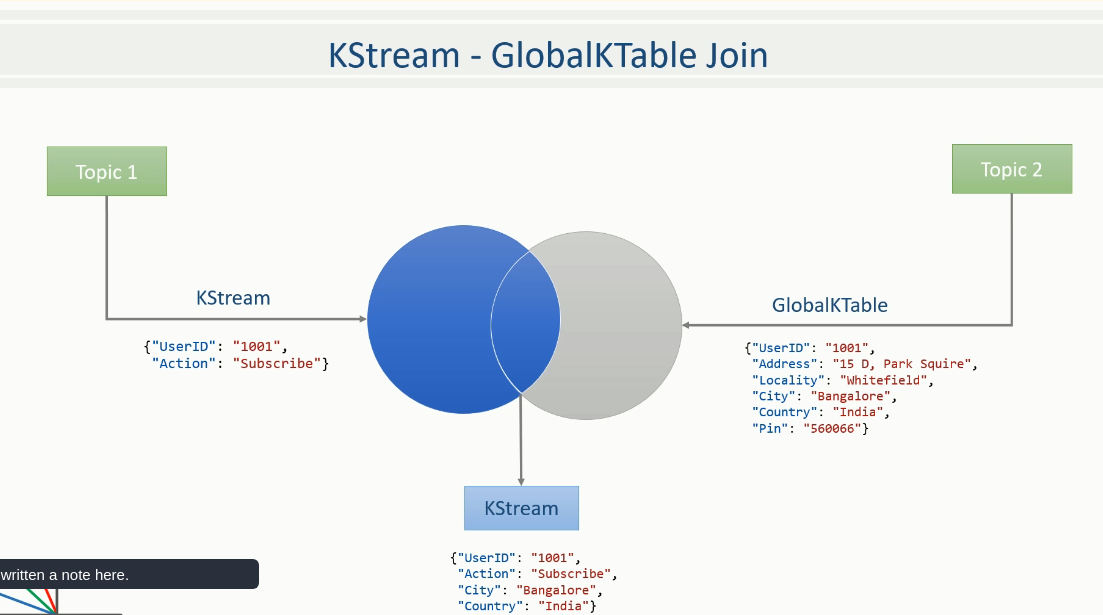 KStream - GlobalKTable Join
Topic 1
Topic 2
KStream
{"UserID": "1001",
"Action": "Subscribe"}
GlobalKTable
{"UserID": "1001",
"Address": "15 D, Park Squire",
"Locality": "Whitefield",
"City": "Bangalore",
"Country": "India",
"Pin": "560066"}
KStream
{"UserID": "1001",
"Action": "Subscribe",
"City": "Bangalore",
"Country": "India"}
written a note here.